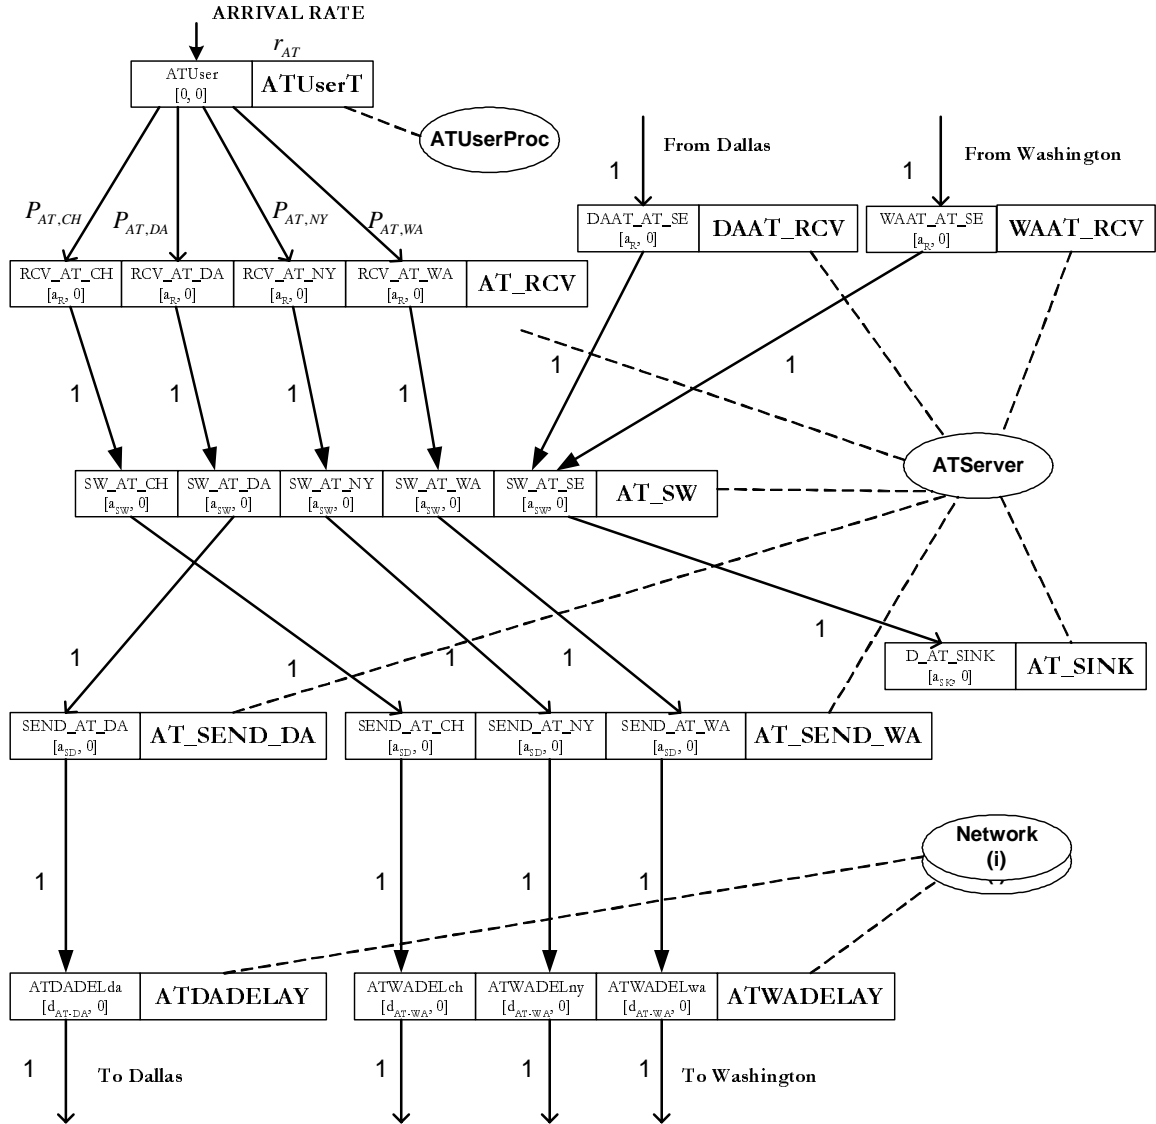 ARRIVAL RATE
r_AT
ATUser
[0, 0]
ATUserT
ATUserProc
From Dallas
From Washington
1
1
P_AT,CH
P_AT,DA
P_AT,NY
P_AT,WA
DAAT_AT_SE
[a_R, 0]
DAAT_RCV
WAAT_AT_SE
[a_R, 0]
WAAT_RCV
RCV_AT_CH
[a_R, 0]
RCV_AT_DA
[a_R, 0]
RCV_AT_NY
[a_R, 0]
RCV_AT_WA
[a_R, 0]
AT_RCV
1
1
1
1
1
1
ATServer
SW_AT_CH
[a_SW, 0]
SW_AT_DA
[a_SW, 0]
SW_AT_NY
[a_SW, 0]
SW_AT_WA
[a_SW, 0]
SW_AT_SE
[a_SW, 0]
AT_SW
1
1
1
1
1
D_AT_SINK
[a_SK, 0]
AT_SINK
SEND_AT_DA
[a_SD, 0]
AT_SEND_DA
SEND_AT_CH
[a_SD, 0]
SEND_AT_NY
[a_SD, 0]
SEND_AT_WA
[a_SD, 0]
AT_SEND_WA
Network
(i)
1
1
1
1
ATDADELda
[d_AT-DA, 0]
ATDADELAY
ATWADELch
[d_AT-WA, 0]
ATWADELny
[d_AT-WA, 0]
ATWADELwa
[d_AT-WA, 0]
ATWADELAY
1
To Dallas
1
1
1
To Washington